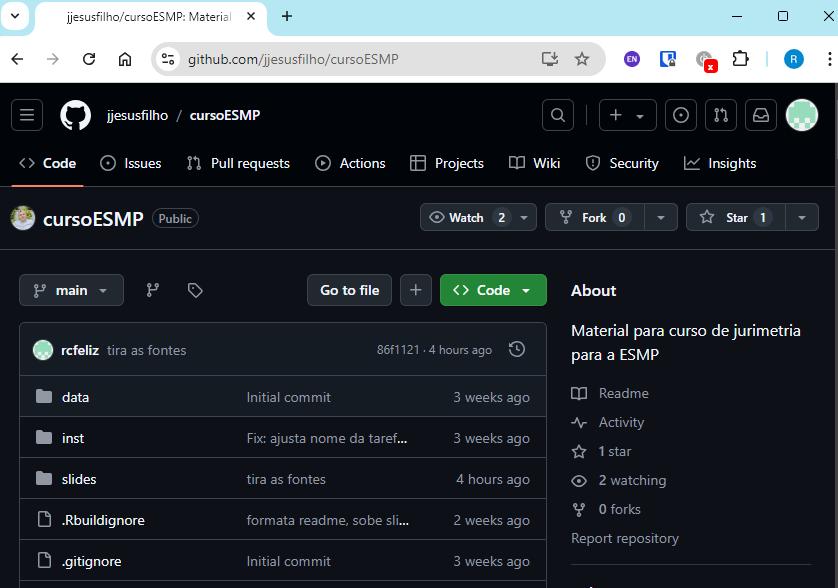 jjesusfilho/cursoESMP: Material
github.com/jjesusfilho/cursoESMP
EN
R
jjesusfilho / cursoESMP
Code Issues Pull requests Actions Projects Wiki Security Insights
cursoESMP Public
Watch 2 Fork 0 Star 1
main Go to file Code
rcfeliz tira as fontes 86f1121 · 4 hours ago
data Initial commit 3 weeks ago
inst Fix: ajusta nome da taref... 3 weeks ago
slides tira as fontes 4 hours ago
.Rbuildignore formata readme, sobe sli... 2 weeks ago
.gitignore Initial commit 3 weeks ago
About
Material para curso de jurimetria
para a ESMP
Readme
Activity
1 star
2 watching
0 forks
Report repository